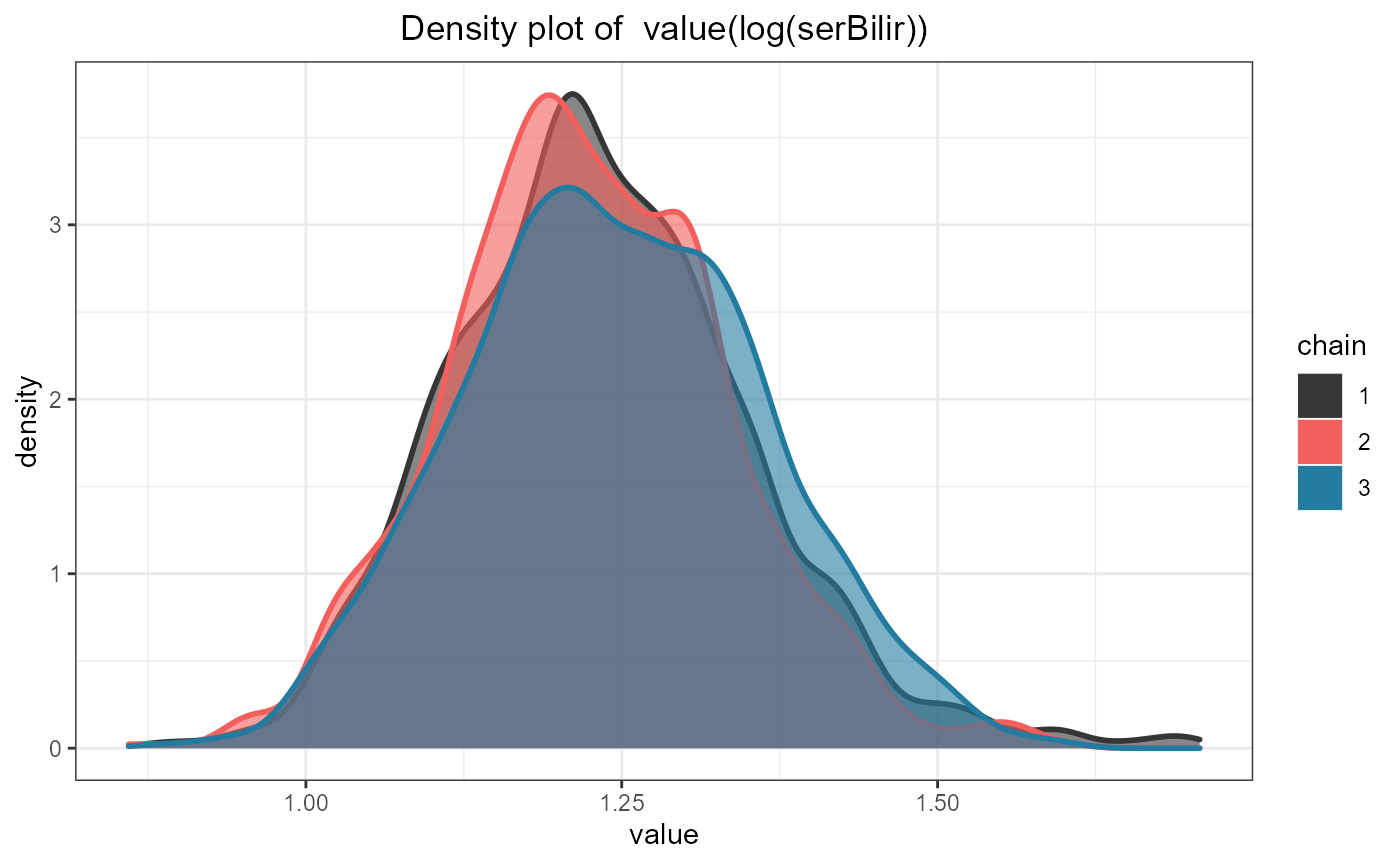 Density plot of  value(log(serBilir))
density
3
2
1
0
1.00
1.25
1.50
value
chain
1
2
3